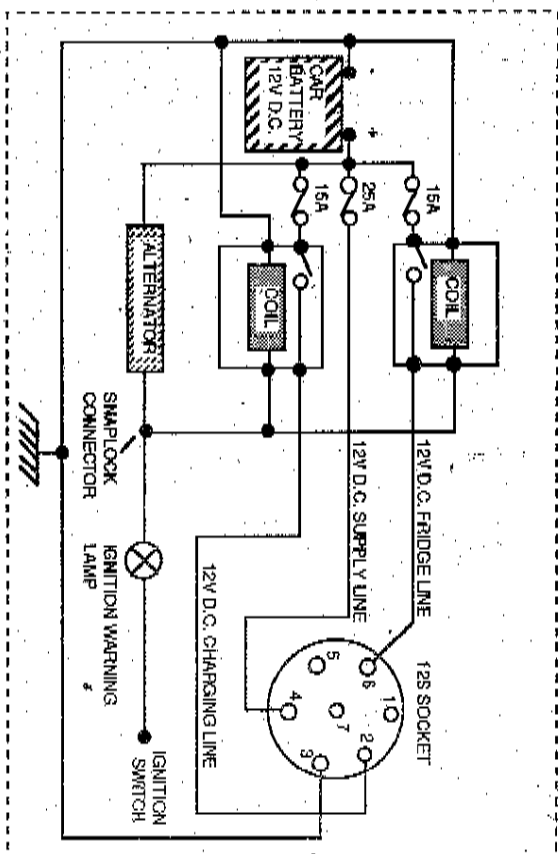 COIL
15A
12V D.C. FRIDGE LINE
12S SOCKET
1
6
2
7
5
3
4
+
-
CAR
BATTERY
12V D.C.
25A
12V D.C. SUPPLY LINE
15A
COIL
12V D.C. CHARGING LINE
ALTERNATOR
SNAPLOCK
CONNECTOR
IGNITION WARNING
LAMP
IGNITION
SWITCH